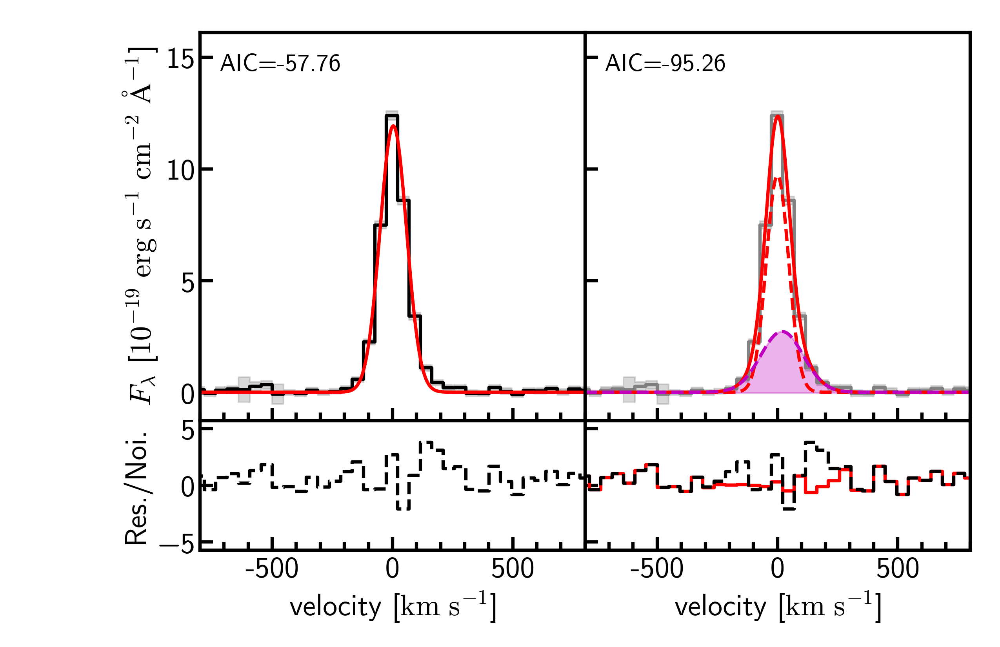 AIC=-57.76
AIC=-95.26
15
10
5
0
F_λ [10^{−19} erg s^{−1} cm^{−2} Å^{−1}]
5
0
−5
Res./Noi.
-500 0 500
-500 0 500
velocity [km s^{−1}]
velocity [km s^{−1}]